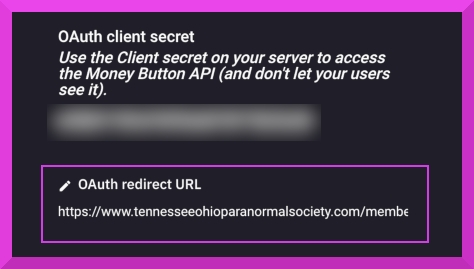 OAuth client secret
Use the Client secret on your server to access
the Money Button API (and don't let your users
see it).
OAuth redirect URL
https://www.tennesseeohioparanormalsociety.com/membe